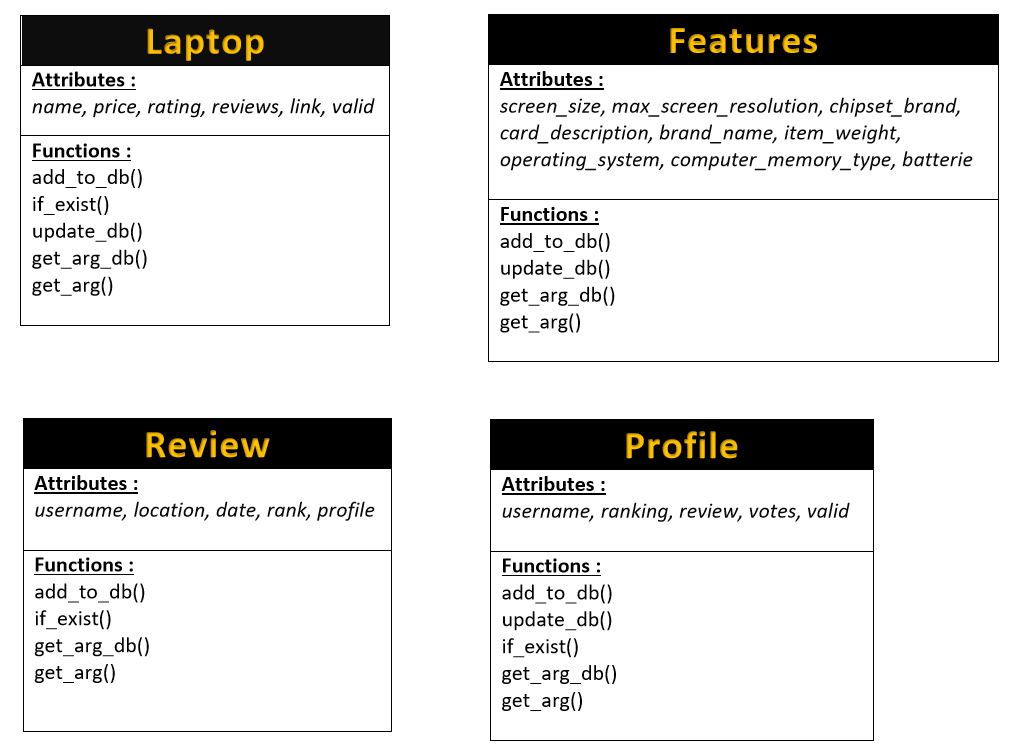 Laptop
Attributes :
name, price, rating, reviews, link, valid
Functions :
add_to_db()
if_exist()
update_db()
get_arg_db()
get_arg()
Features
Attributes :
screen_size, max_screen_resolution, chipset_brand,
card_description, brand_name, item_weight,
operating_system, computer_memory_type, batterie
Functions :
add_to_db()
update_db()
get_arg_db()
get_arg()
Review
Attributes :
username, location, date, rank, profile
Functions :
add_to_db()
if_exist()
get_arg_db()
get_arg()
Profile
Attributes :
username, ranking, review, votes, valid
Functions :
add_to_db()
update_db()
if_exist()
get_arg_db()
get_arg()